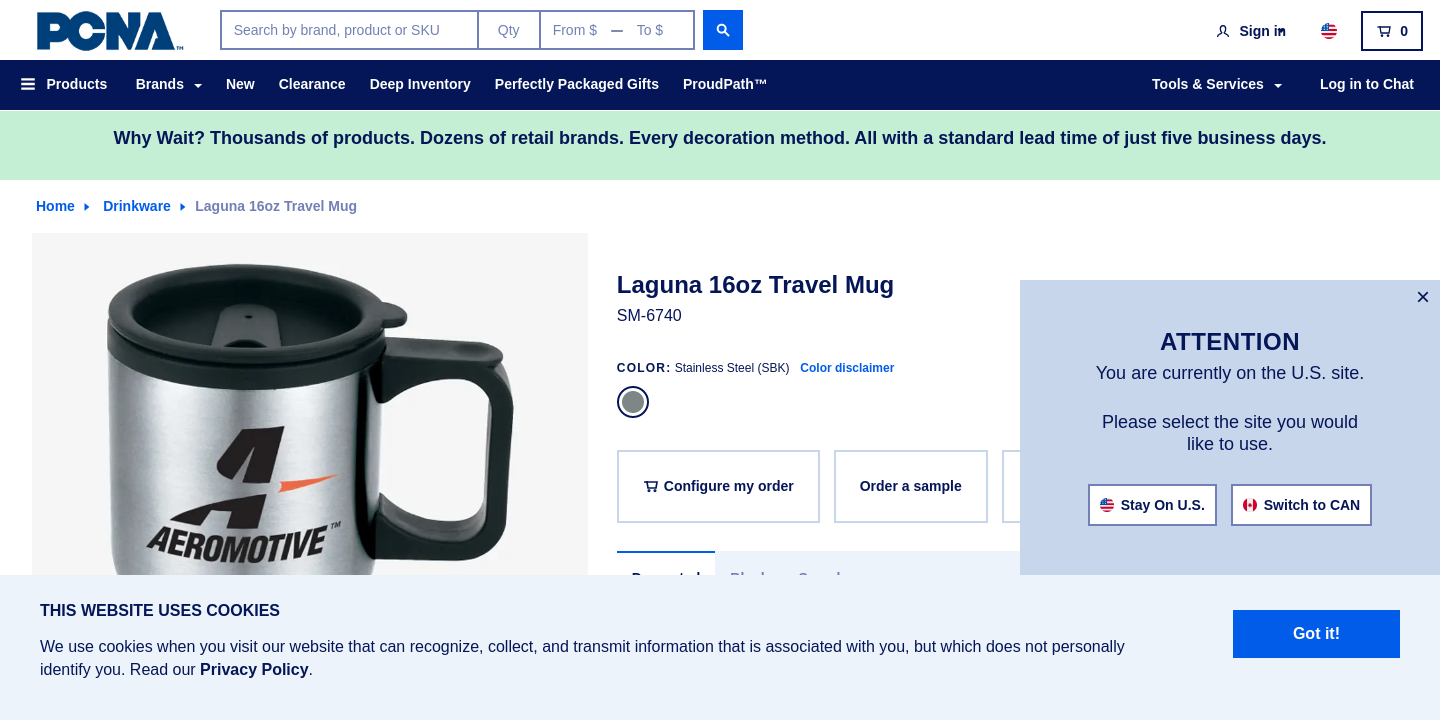 PCNA™
Search by brand, product or SKU
Qty
From $ — To $
Sign in
0
Products
Brands
New
Clearance
Deep Inventory
Perfectly Packaged Gifts
ProudPath™
Tools & Services
Log in to Chat
Why Wait? Thousands of products. Dozens of retail brands. Every decoration method. All with a standard lead time of just five business days.
Home
Drinkware
Laguna 16oz Travel Mug
A
AEROMOTIVE™
Laguna 16oz Travel Mug
SM-6740
COLOR: Stainless Steel (SBK) Color disclaimer
Configure my order
Order a sample
×
ATTENTION
You are currently on the U.S. site.
Please select the site you would
like to use.
Stay On U.S.
Switch to CAN
THIS WEBSITE USES COOKIES
We use cookies when you visit our website that can recognize, collect, and transmit information that is associated with you, but which does not personally
identify you. Read our Privacy Policy.
Got it!